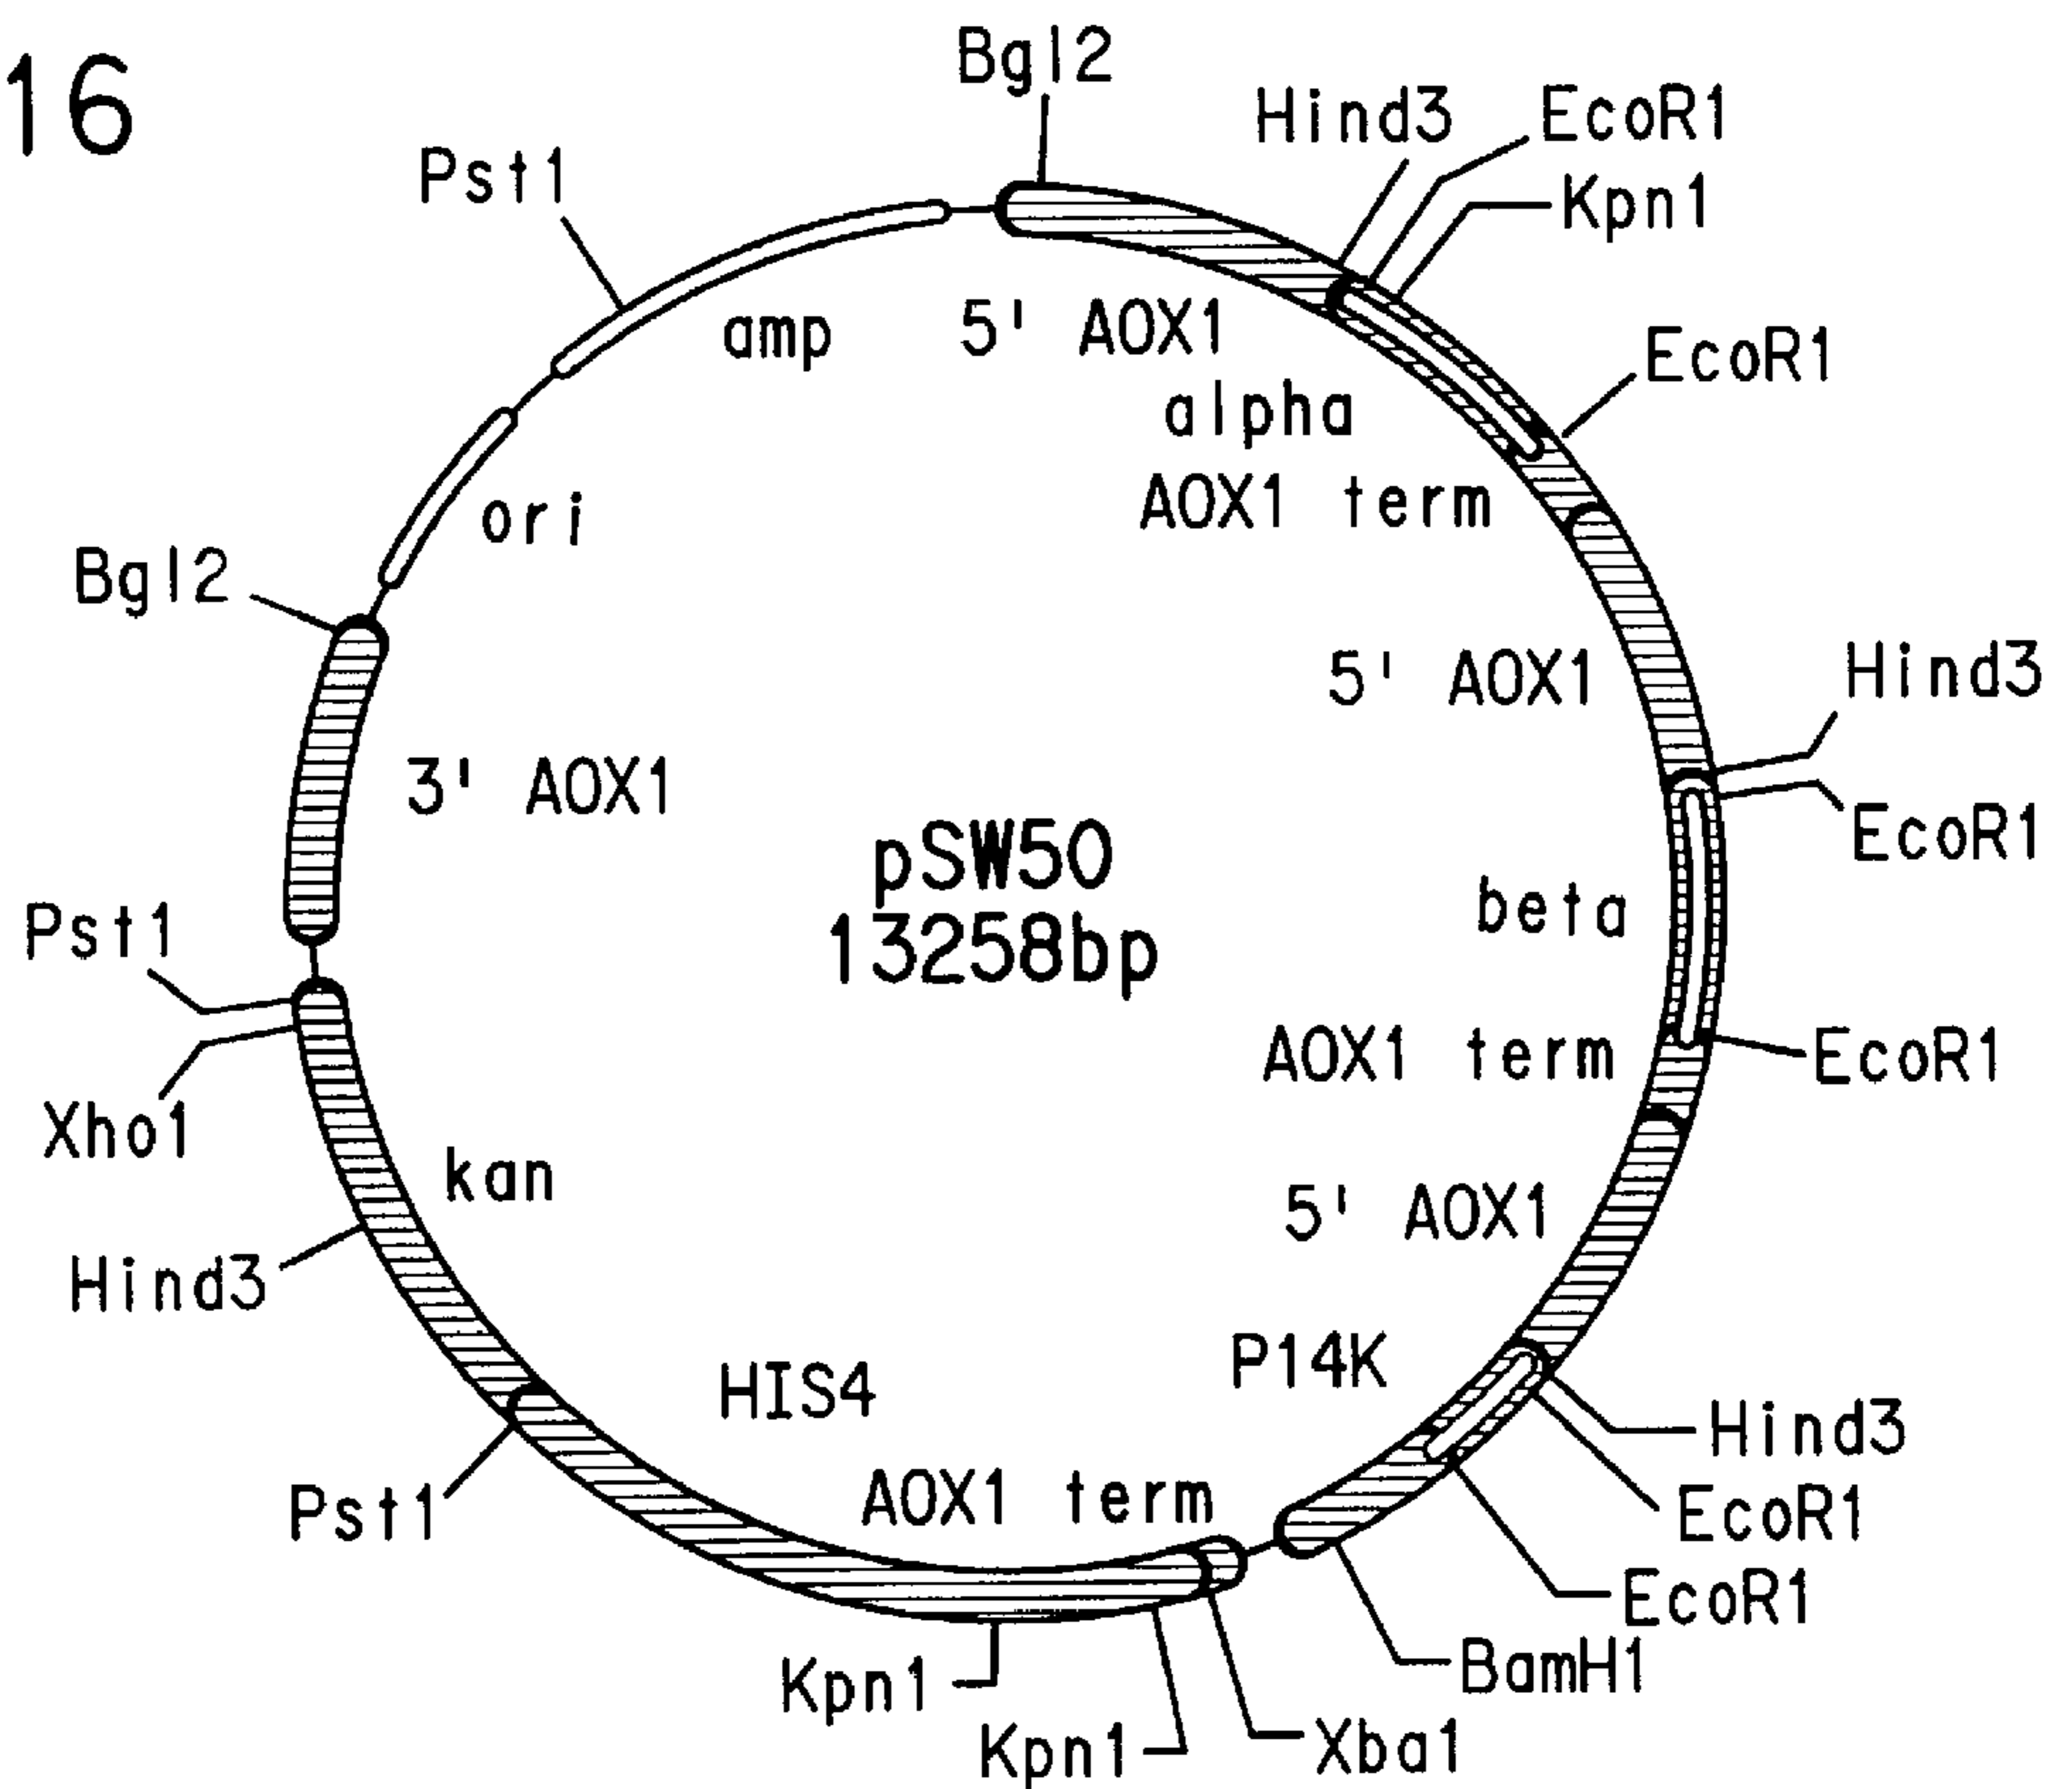 16
Bgl2
Hind3
EcoR1
Kpn1
Pst1
amp
5' AOX1
EcoR1
alpha
AOX1 term
ori
Bgl2
5' AOX1
Hind3
3' AOX1
EcoR1
pSW50
13258bp
beta
Pst1
AOX1 term
EcoR1
Xho1
kan
5' AOX1
Hind3
P14K
HIS4
Hind3
AOX1 term
Pst1
EcoR1
EcoR1
BamH1
Kpn1
Kpn1
Xba1